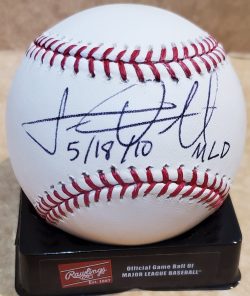 5/18/10 MLD
Rawlings
Official Game Ball Of
MAJOR LEAGUE BASEBALL